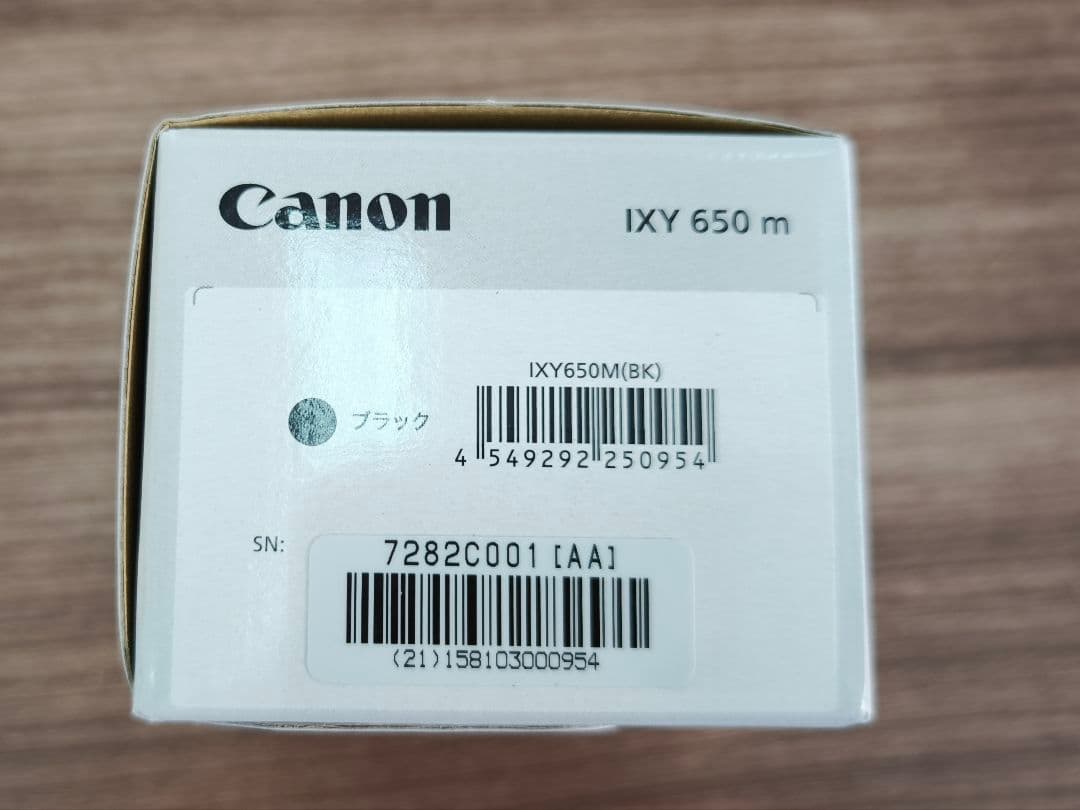 Canon
IXY 650 m
IXY650M(BK)
ブラック
4 549292 250954
SN:
7282C001 [AA]
(21)158103000954